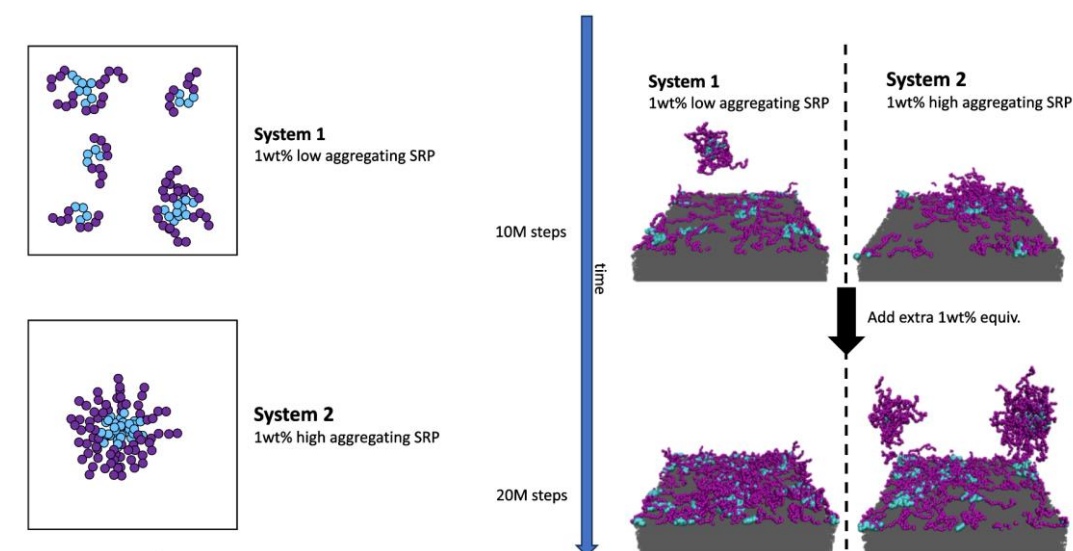 System 1
1wt% low aggregating SRP
System 2
1wt% high aggregating SRP
time
10M steps
20M steps
System 1
1wt% low aggregating SRP
System 2
1wt% high aggregating SRP
Add extra 1wt% equiv.